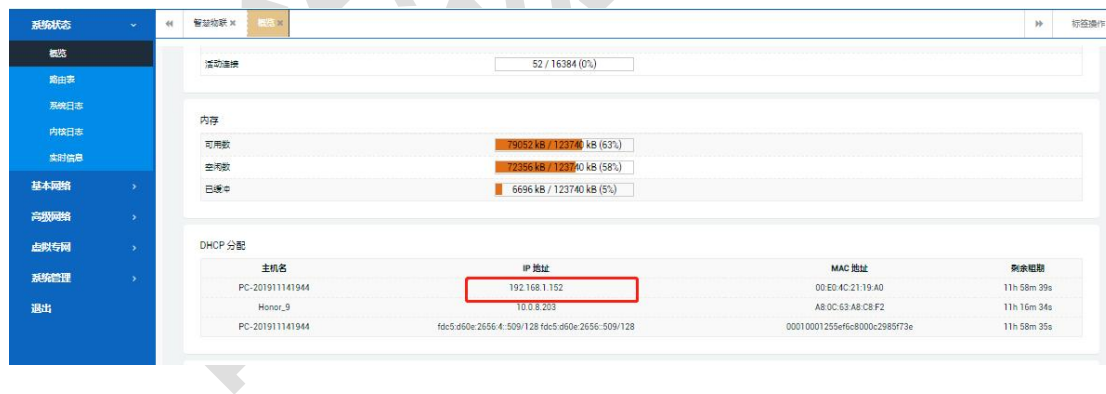 系统状态
概览
路由表
系统日志
内核日志
实时信息
基本网络
高级网络
虚拟专网
系统管理
退出
智慧物联 ×
概览 ×
标签操作
活动连接 52 / 16384 (0%)
内存
可用数 79052 kB / 123740 kB (63%)
空闲数 72356 kB / 123740 kB (58%)
已缓冲 6696 kB / 123740 kB (5%)
DHCP 分配
主机名 IP 地址 MAC 地址 剩余租期
PC-201911141944 192.168.1.152 00:E0:4C:21:19:A0 11h 58m 39s
Honor_9 10.0.8.203 A8:0C:63:A8:C8:F2 11h 16m 34s
PC-201911141944 fdc5:d60e:2656:4::509/128 fdc5:d60e:2656::509/128 00010001255ef6c8000c2985f73e 11h 58m 35s